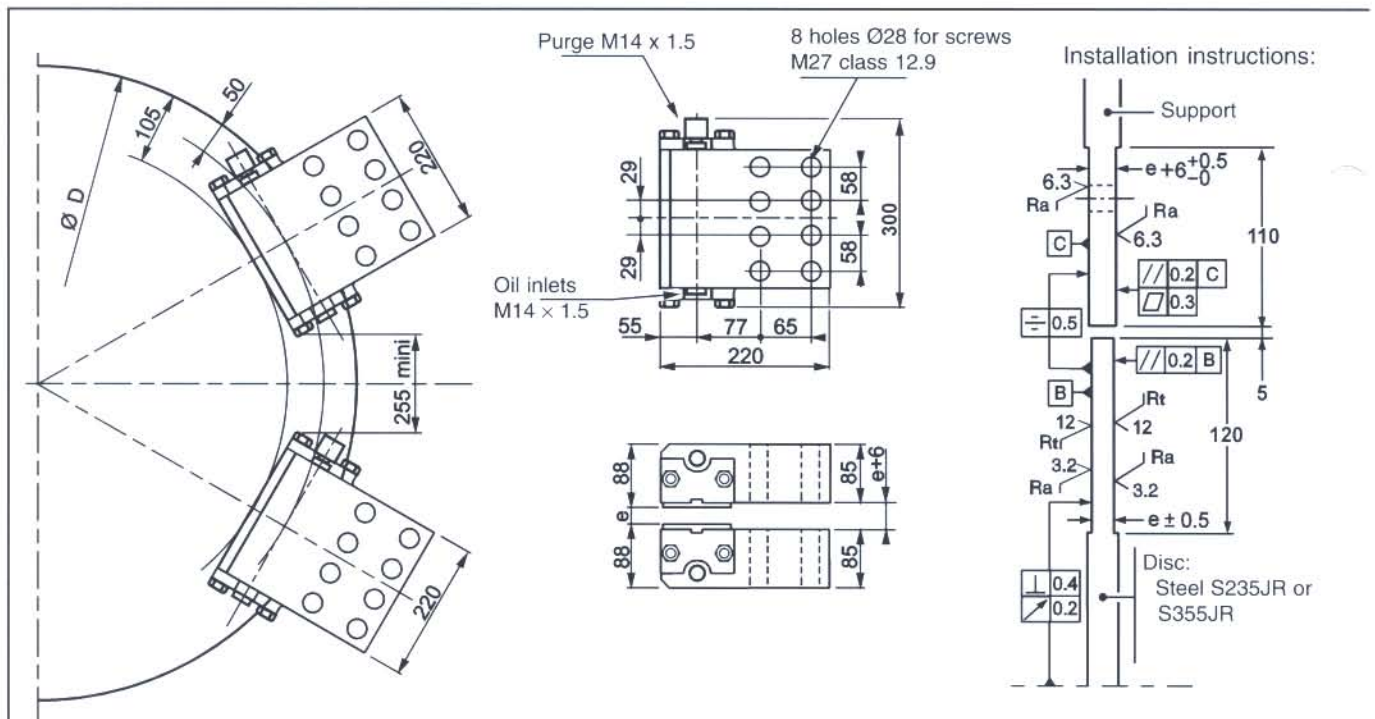 Ø D
105
50
220
255 mini
220
Purge M14 x 1.5
8 holes Ø28 for screws
M27 class 12.9
29
29
58
58
300
Oil inlets
M14 × 1.5
55
77
65
220
88
e
88
85
e+6
85
Installation instructions:
Support
e +6 +0.5 -0
6.3
Ra
Ra
6.3
C
// 0.2 C
⏥ 0.3
110
⌯ 0.5
// 0.2 B
B
5
Rt
12
12
Rt
120
3.2
Ra
Ra
3.2
e ± 0.5
⊥ 0.4
↗ 0.2
Disc:
Steel S235JR or
S355JR